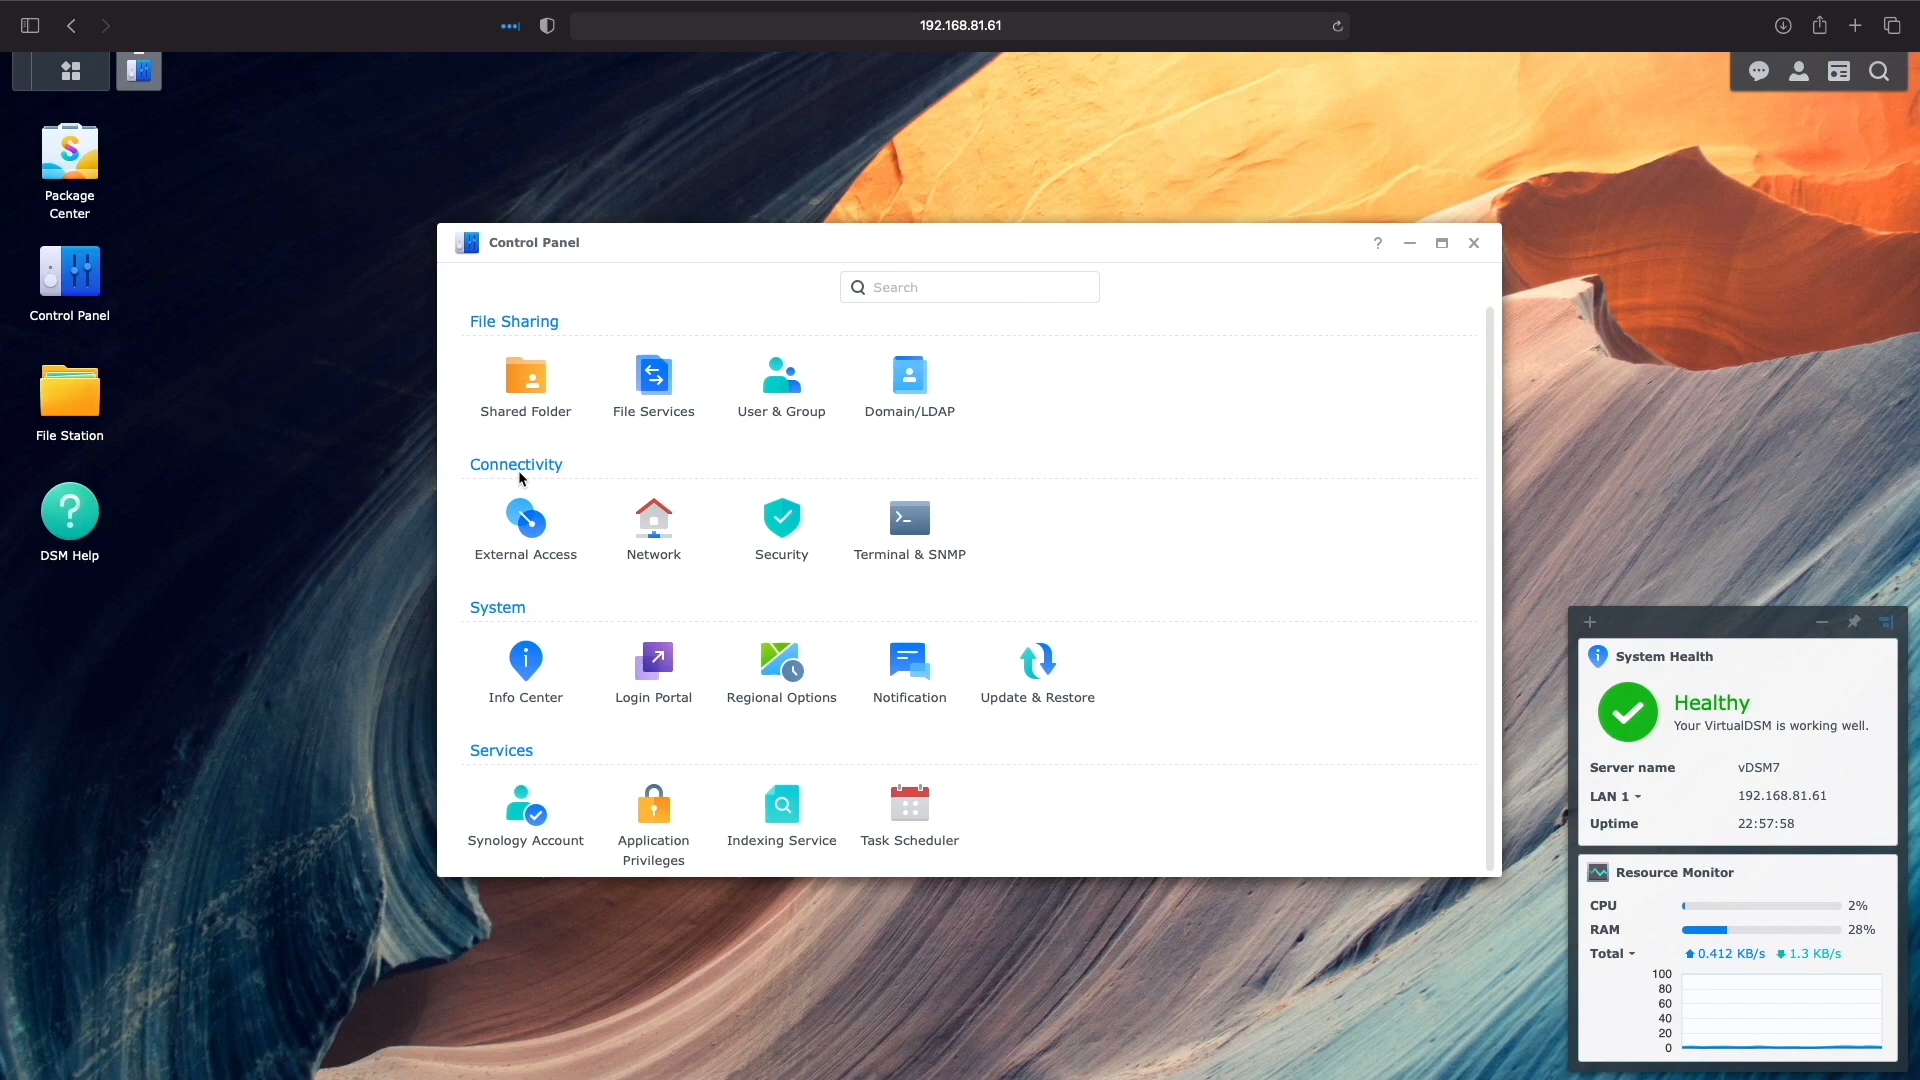 192.168.81.61
Package
Center
Control Panel
File Station
DSM Help
Control Panel
Search
File Sharing
Shared Folder
File Services
User & Group
Domain/LDAP
Connectivity
External Access
Network
Security
Terminal & SNMP
System
Info Center
Login Portal
Regional Options
Notification
Update & Restore
Services
Synology Account
Application
Privileges
Indexing Service
Task Scheduler
System Health
Healthy
Your VirtualDSM is working well.
Server name vDSM7
LAN 1 192.168.81.61
Uptime 22:57:58
Resource Monitor
CPU 2%
RAM 28%
Total 0.412 KB/s 1.3 KB/s
100
80
60
40
20
0